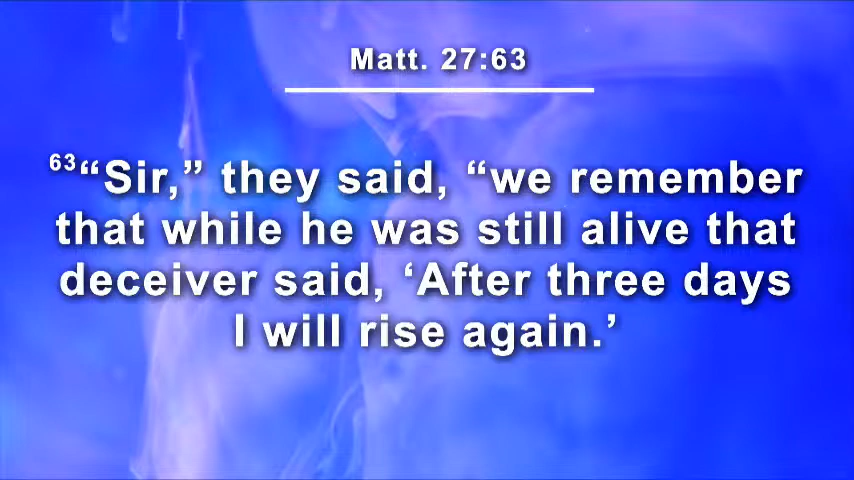 Matt. 27:63
63“Sir,” they said, “we remember
that while he was still alive that
deceiver said, ‘After three days
I will rise again.’